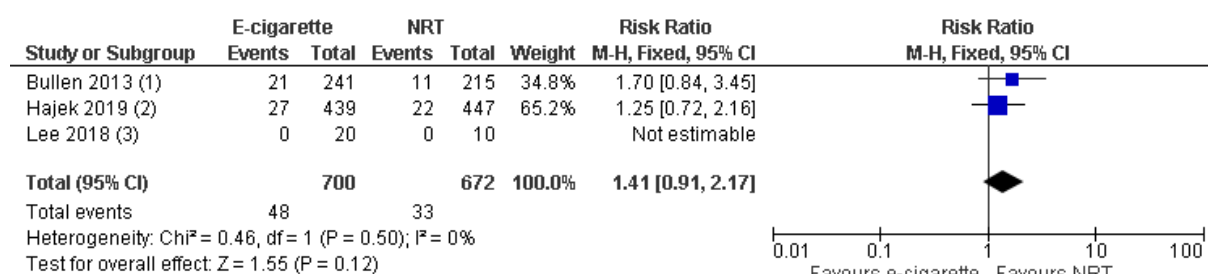 E-cigarette NRT Risk Ratio Risk Ratio
Study or Subgroup Events Total Events Total Weight M-H, Fixed, 95% CI M-H, Fixed, 95% CI
Bullen 2013 (1) 21 241 11 215 34.8% 1.70 [0.84, 3.45]
Hajek 2019 (2) 27 439 22 447 65.2% 1.25 [0.72, 2.16]
Lee 2018 (3) 0 20 0 10 Not estimable
Total (95% CI) 700 672 100.0% 1.41 [0.91, 2.17]
Total events 48 33
Heterogeneity: Chi² = 0.46, df = 1 (P = 0.50); I² = 0%
Test for overall effect: Z = 1.55 (P = 0.12)
0.01 0.1 1 10 100
Favours e-cigarette Favours NRT